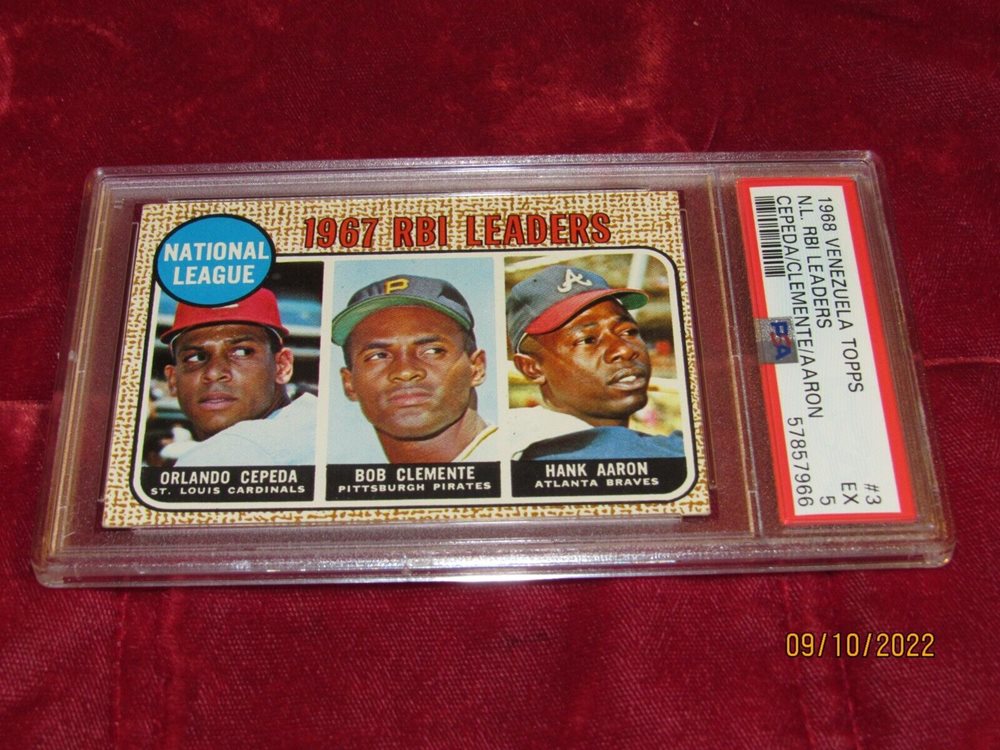 NATIONAL
LEAGUE
1967 RBI LEADERS
P
A
ORLANDO CEPEDA
ST. LOUIS CARDINALS
BOB CLEMENTE
PITTSBURGH PIRATES
HANK AARON
ATLANTA BRAVES
1968 VENEZUELA TOPPS #3
N.L. RBI LEADERS EX
CEPEDA/CLEMENTE/AARON 5
PSA 57857966
09/10/2022